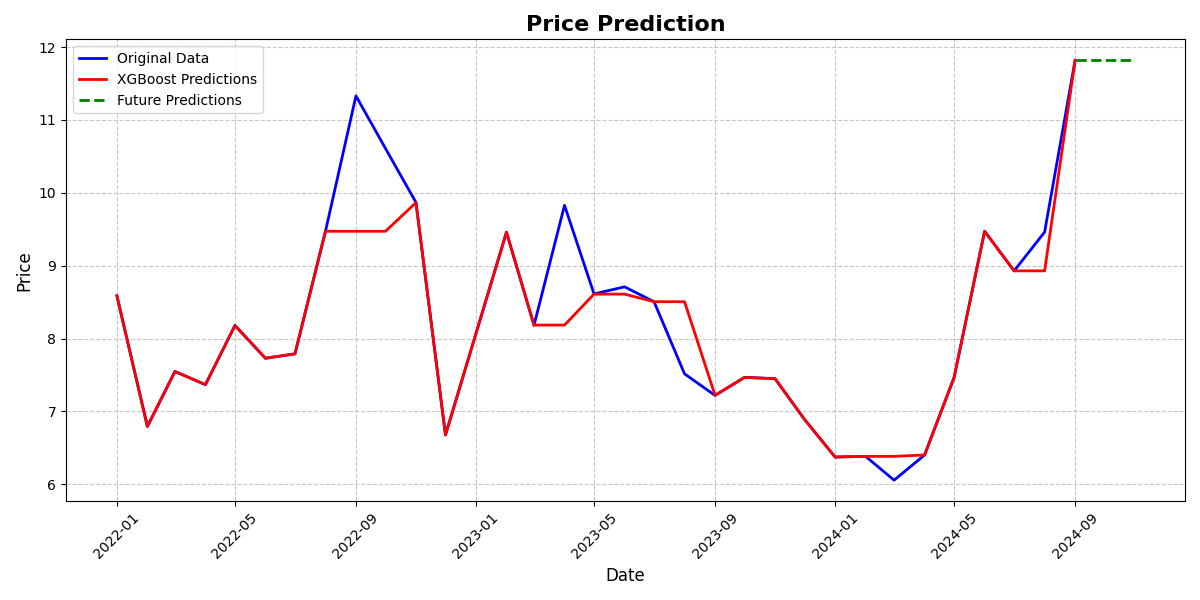 Price Prediction
Original Data
XGBoost Predictions
Future Predictions
Price
12
11
10
9
8
7
6
2022-01
2022-05
2022-09
2023-01
2023-05
2023-09
2024-01
2024-05
2024-09
Date